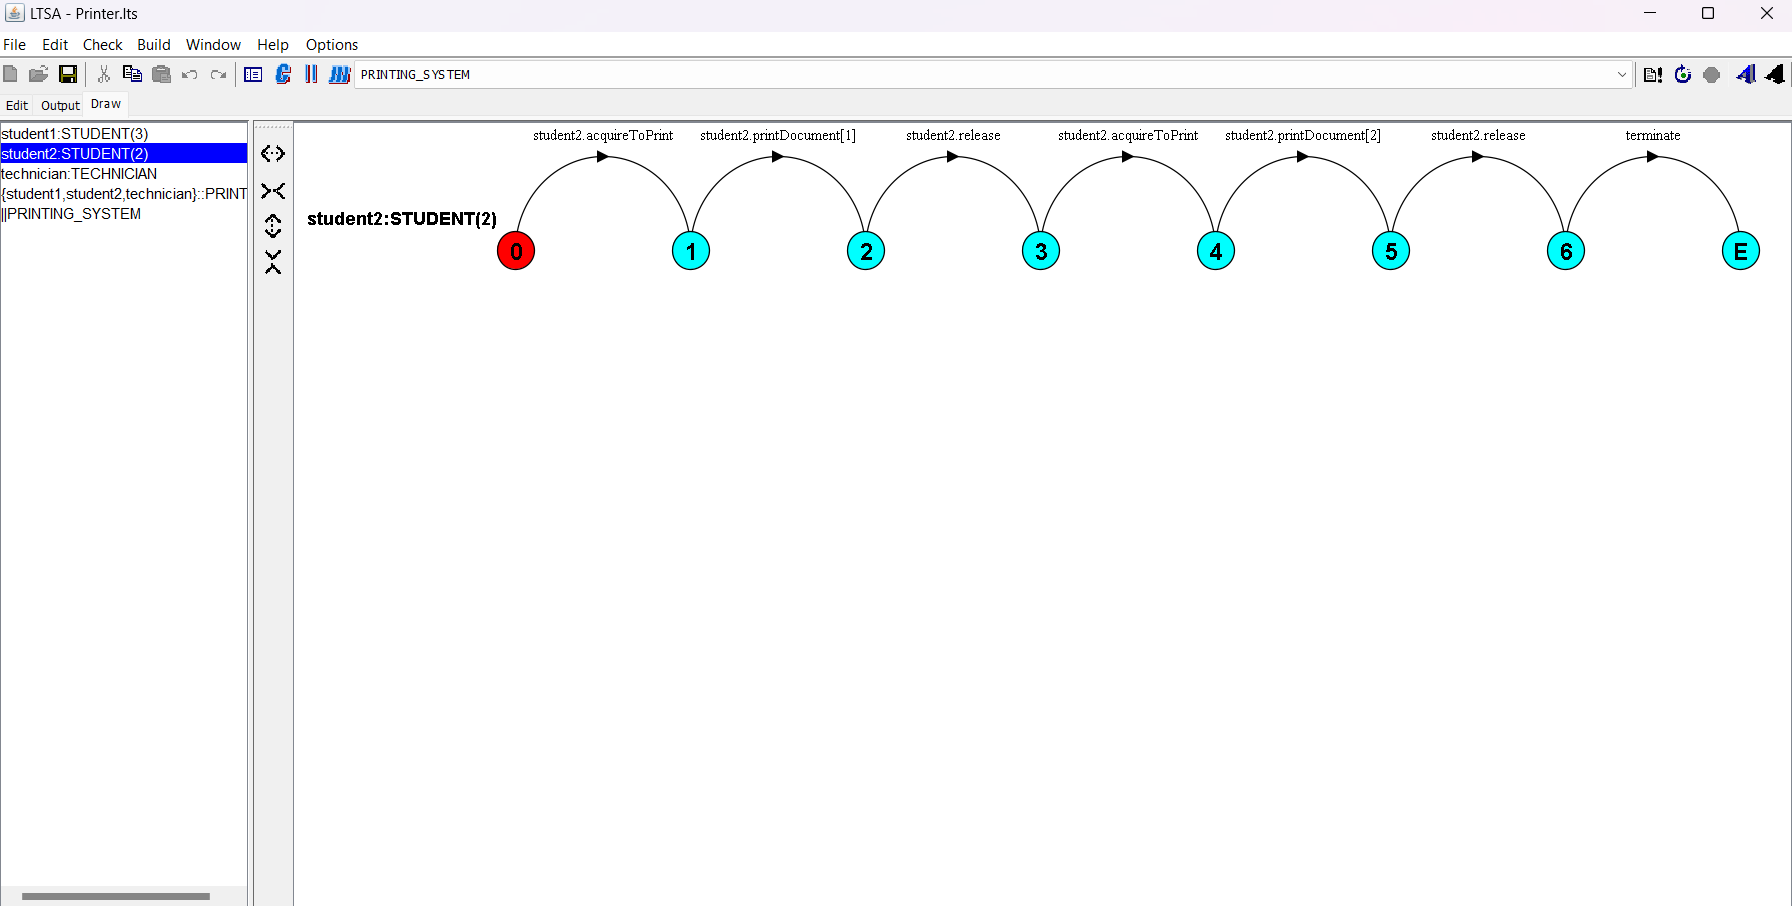 LTSA - Printer.lts
File Edit Check Build Window Help Options
PRINTING_SYSTEM
Edit Output Draw
student1:STUDENT(3)
student2:STUDENT(2)
technician:TECHNICIAN
{student1,student2,technician}::PRINT
||PRINTING_SYSTEM
student2.acquireToPrint student2.printDocument[1] student2.release student2.acquireToPrint student2.printDocument[2] student2.release terminate
student2:STUDENT(2)
0 1 2 3 4 5 6 E